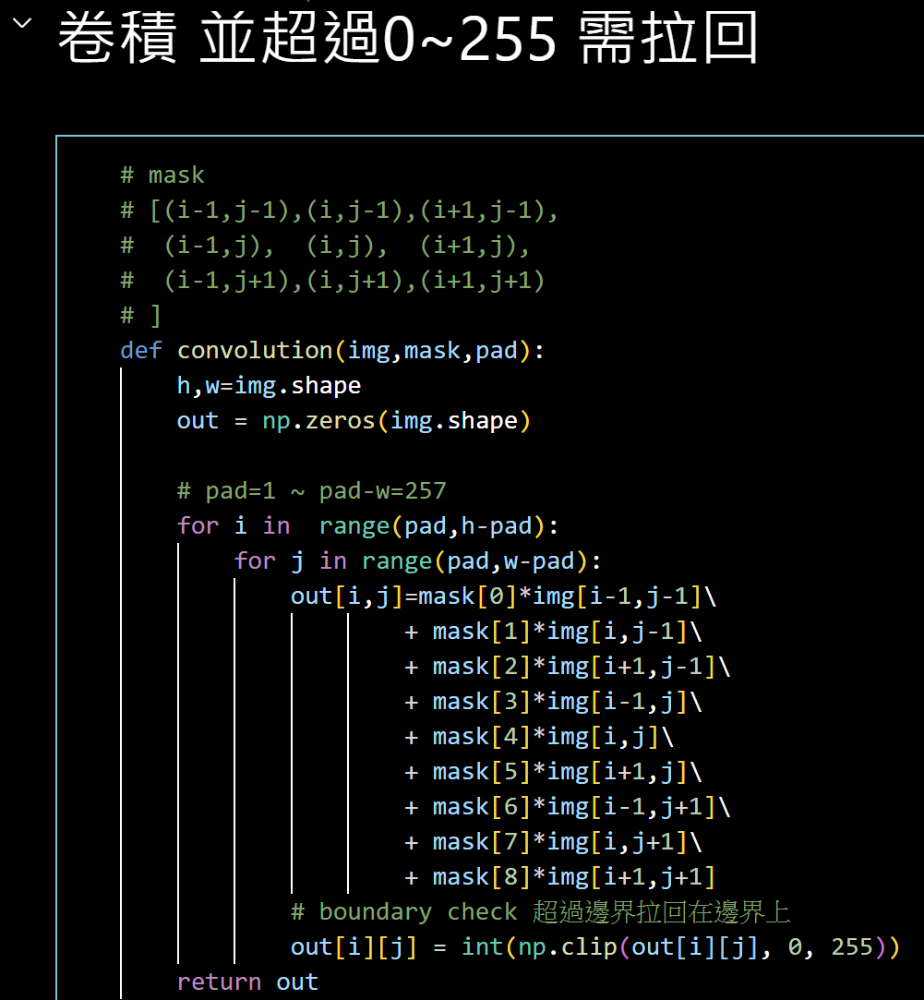 卷積 並超過0~255 需拉回
# mask
# [(i-1,j-1),(i,j-1),(i+1,j-1),
#  (i-1,j),  (i,j),  (i+1,j),
#  (i-1,j+1),(i,j+1),(i+1,j+1)
# ]
def convolution(img,mask,pad):
    h,w=img.shape
    out = np.zeros(img.shape)
    # pad=1 ~ pad-w=257
    for i in  range(pad,h-pad):
        for j in range(pad,w-pad):
            out[i,j]=mask[0]*img[i-1,j-1]\
                    + mask[1]*img[i,j-1]\
                    + mask[2]*img[i+1,j-1]\
                    + mask[3]*img[i-1,j]\
                    + mask[4]*img[i,j]\
                    + mask[5]*img[i+1,j]\
                    + mask[6]*img[i-1,j+1]\
                    + mask[7]*img[i,j+1]\
                    + mask[8]*img[i+1,j+1]
            # boundary check 超過邊界拉回在邊界上
            out[i][j] = int(np.clip(out[i][j], 0, 255))
    return out